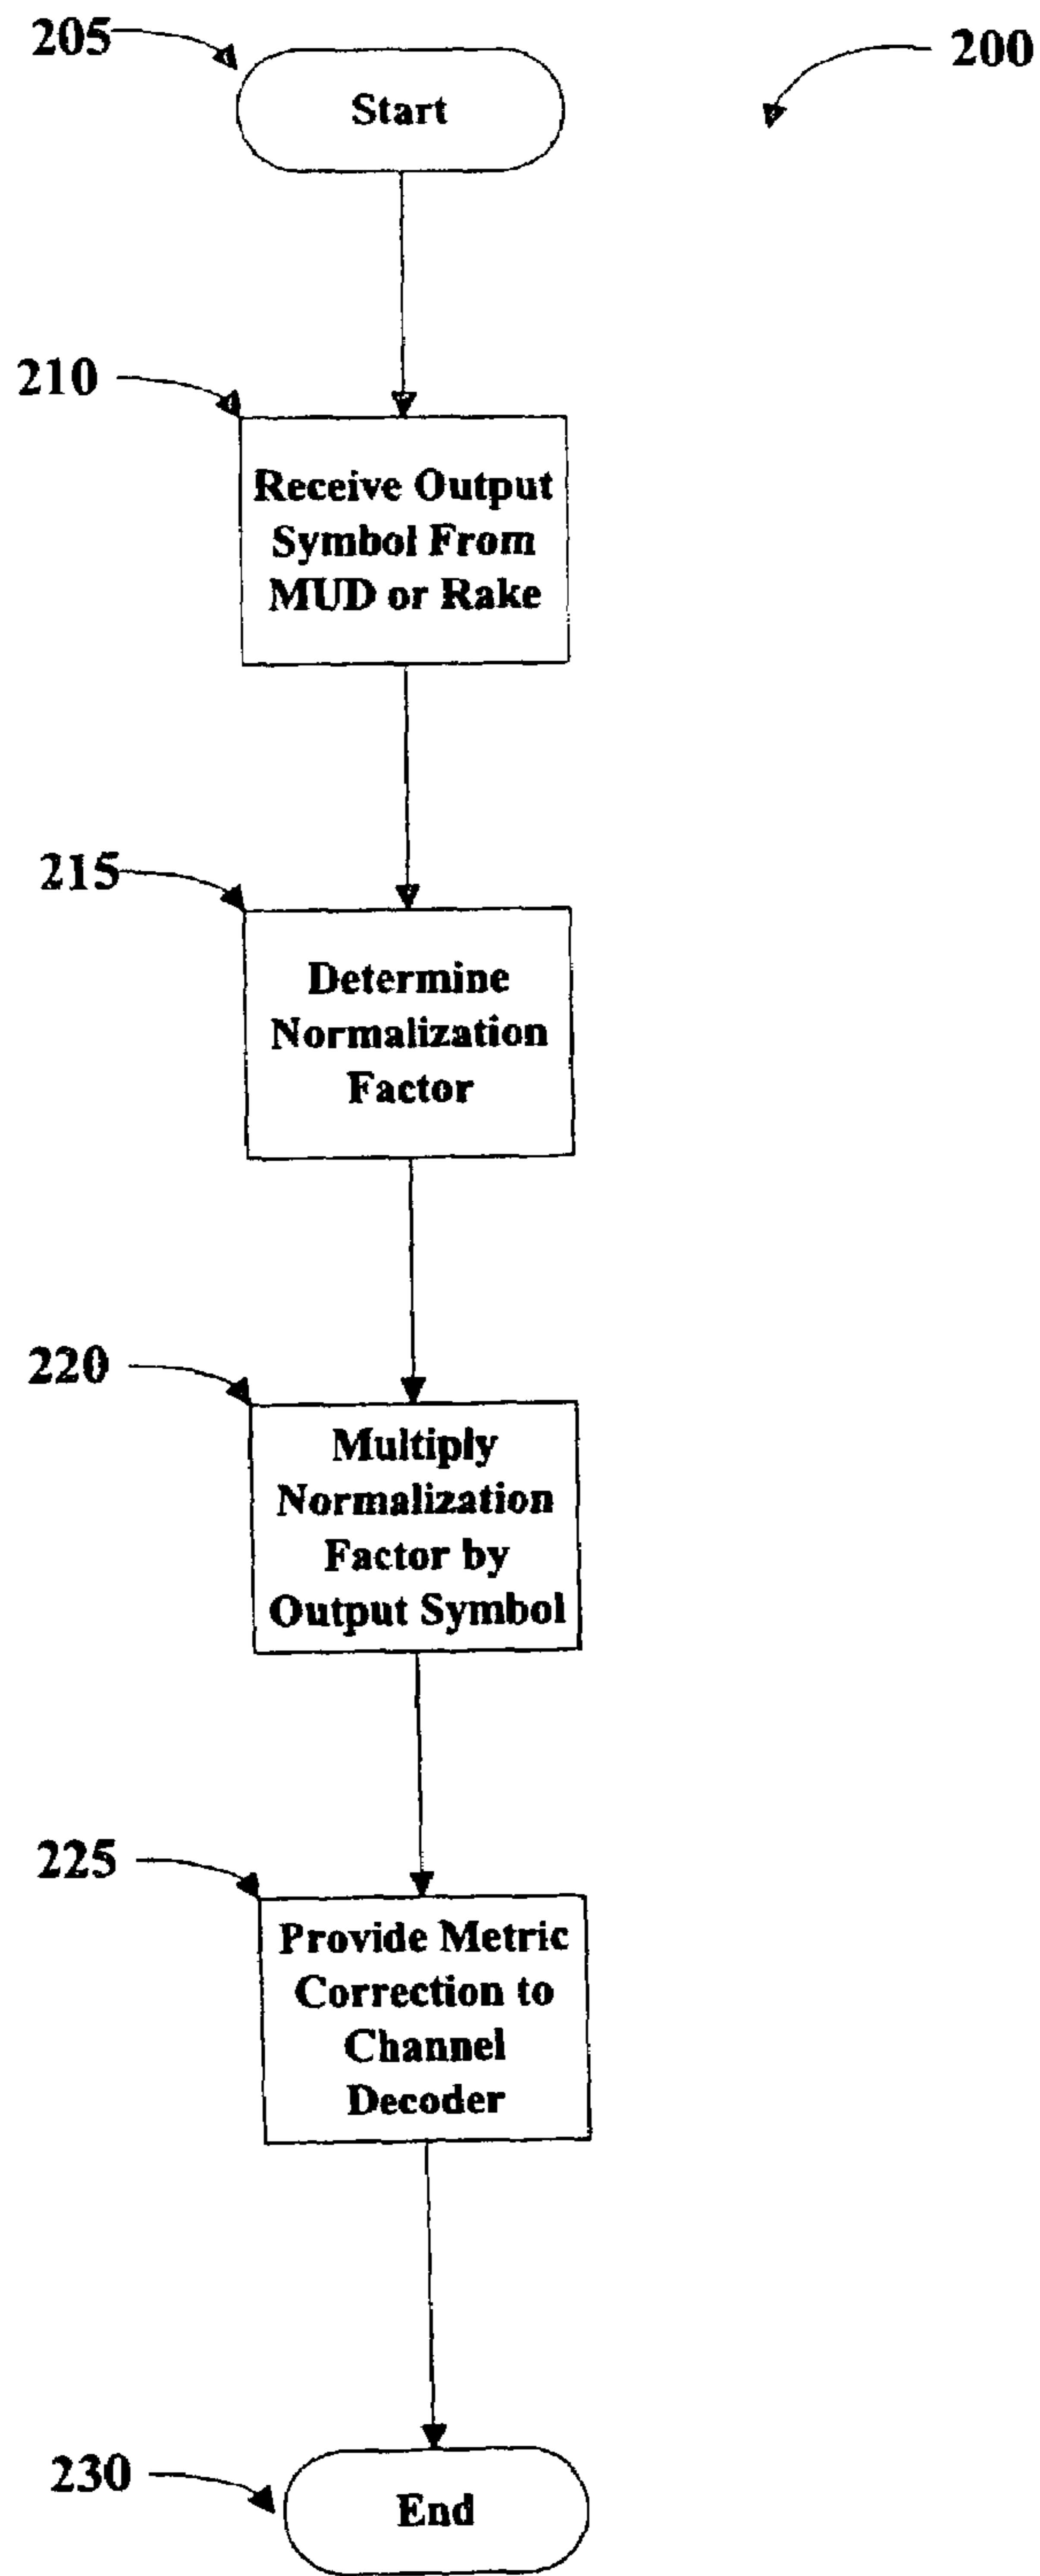 205
Start
200
210
Receive Output
Symbol From
MUD or Rake
215
Determine
Normalization
Factor
220
Multiply
Normalization
Factor by
Output Symbol
225
Provide Metric
Correction to
Channel
Decoder
230
End